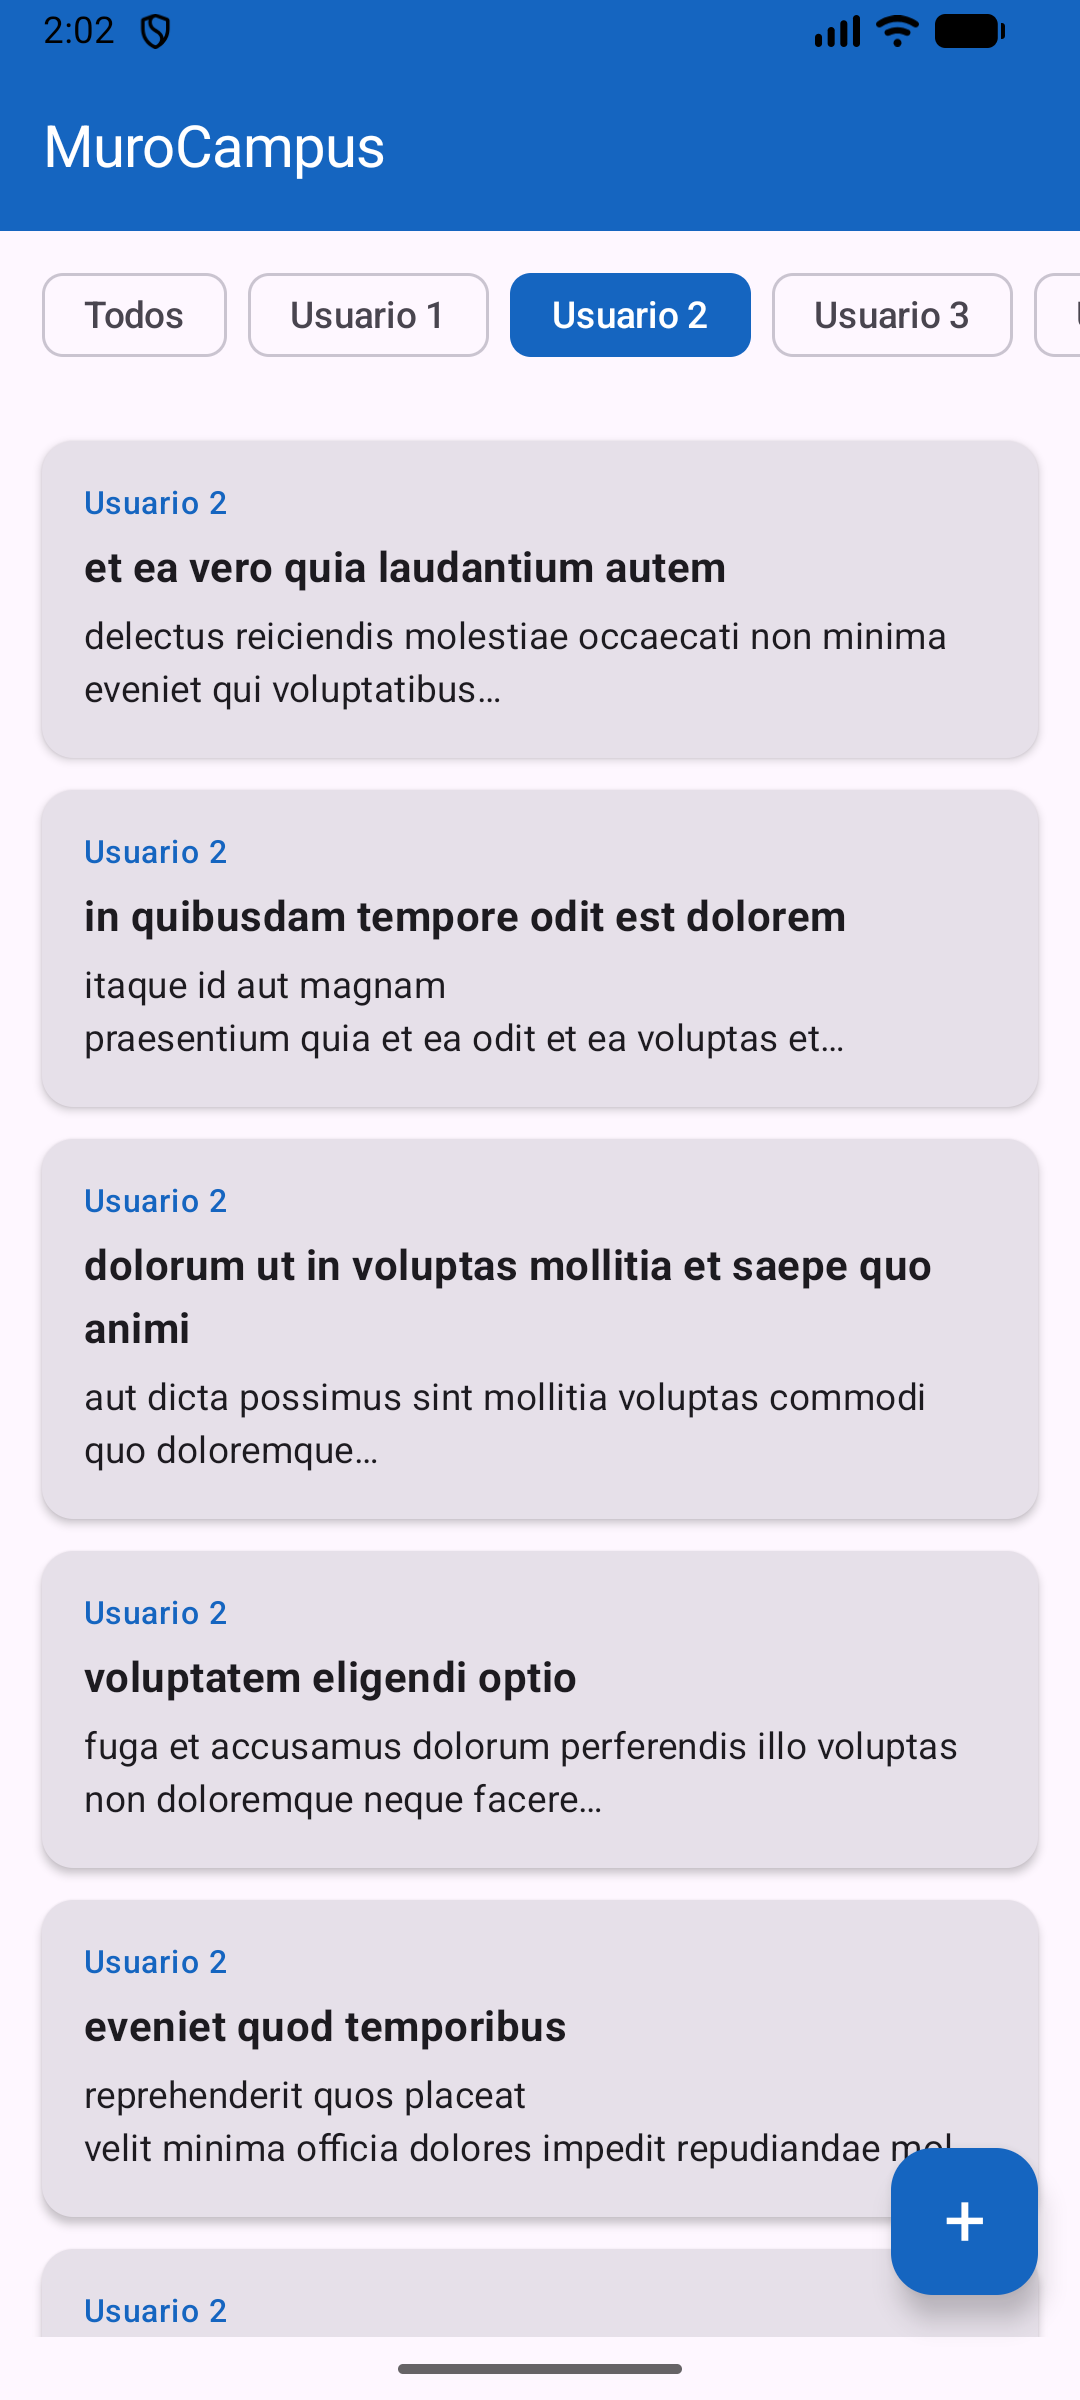 2:02
MuroCampus
Todos
Usuario 1
Usuario 2
Usuario 3
Usuario 2
et ea vero quia laudantium autem
delectus reiciendis molestiae occaecati non minima
eveniet qui voluptatibus…
Usuario 2
in quibusdam tempore odit est dolorem
itaque id aut magnam
praesentium quia et ea odit et ea voluptas et…
Usuario 2
dolorum ut in voluptas mollitia et saepe quo
animi
aut dicta possimus sint mollitia voluptas commodi
quo doloremque…
Usuario 2
voluptatem eligendi optio
fuga et accusamus dolorum perferendis illo voluptas
non doloremque neque facere…
Usuario 2
eveniet quod temporibus
reprehenderit quos placeat
velit minima officia dolores impedit repudiandae
Usuario 2